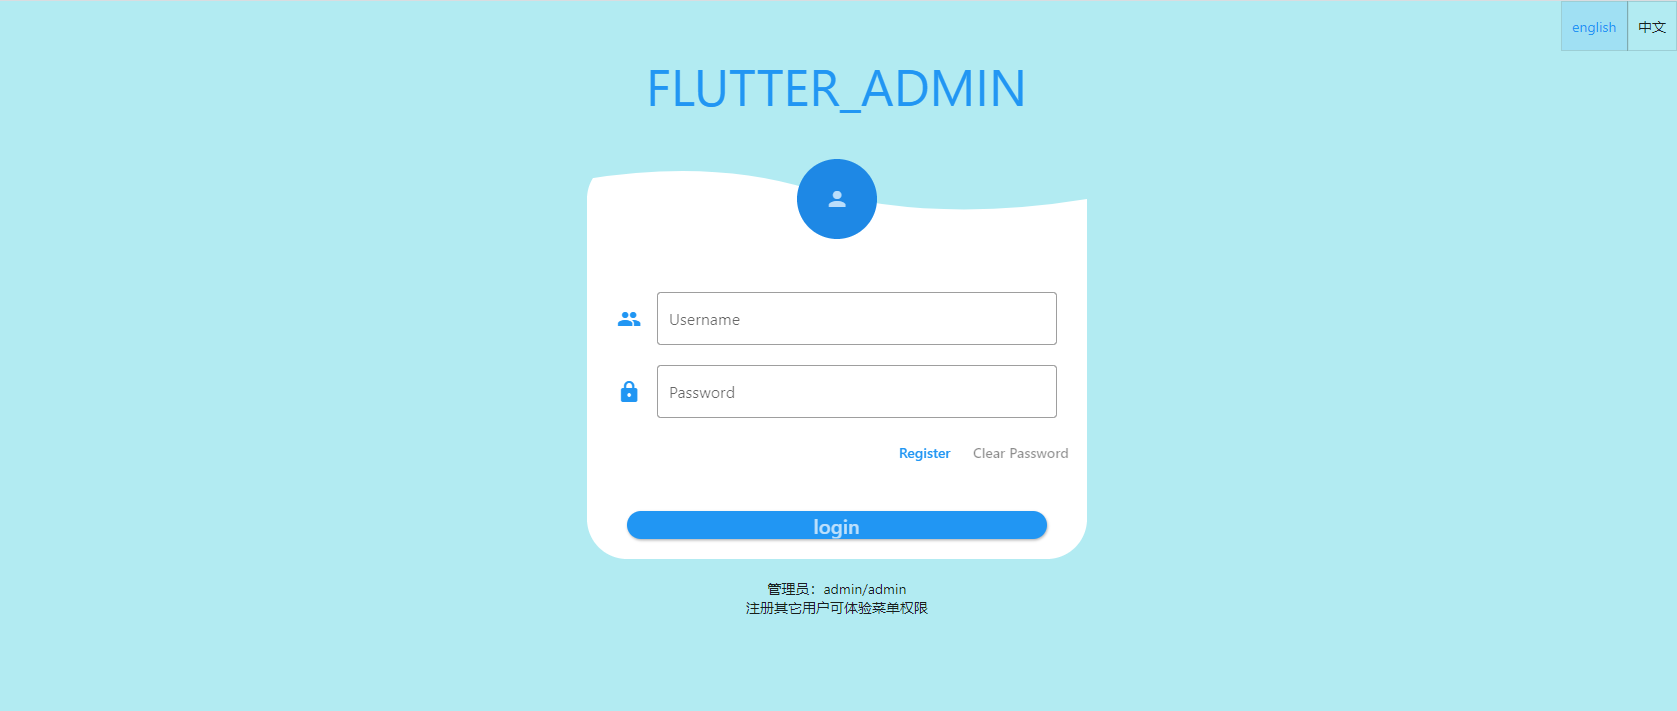 english 中文
FLUTTER_ADMIN
Username
Password
Register Clear Password
login
管理员：admin/admin
注册其它用户可体验菜单权限